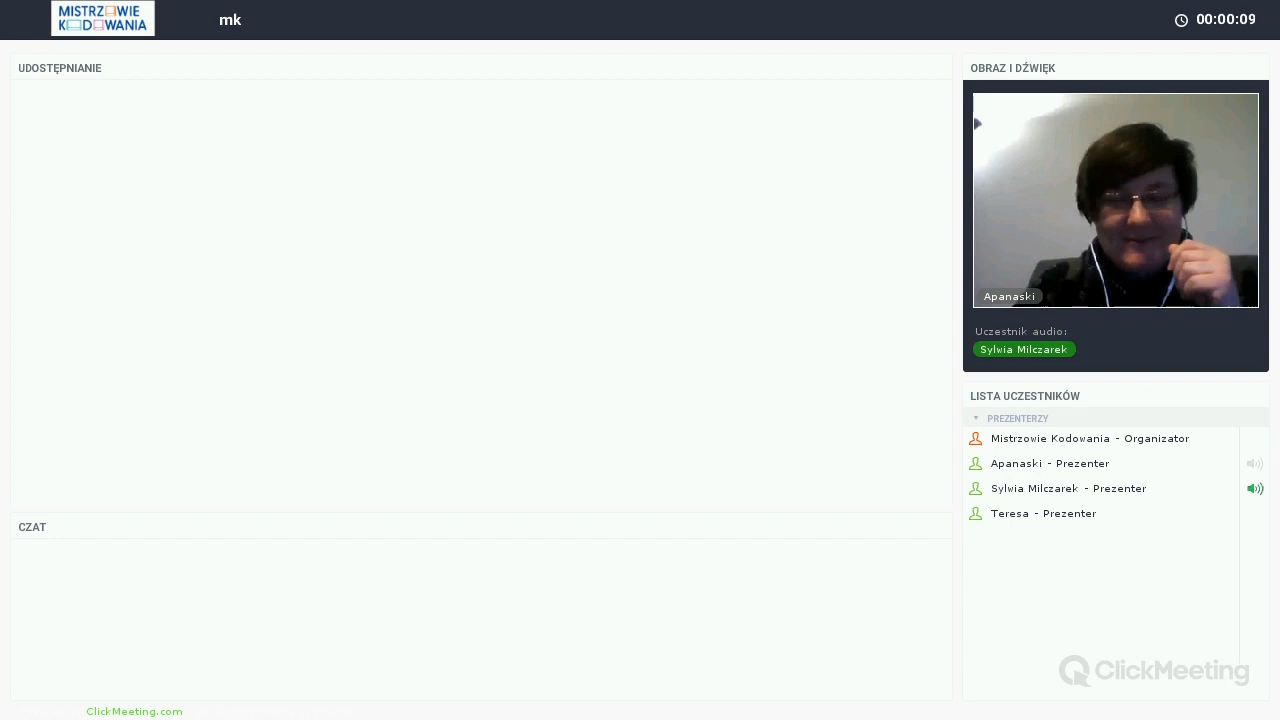 MISTRZOWIE
KODOWANIA
mk
00:00:09
UDOSTĘPNIANIE
OBRAZ I DŹWIĘK
Apanaski
Uczestnik audio:
Sylwia Milczarek
LISTA UCZESTNIKÓW
PREZENTERZY
Mistrzowie Kodowania - Organizator
Apanaski - Prezenter
Sylwia Milczarek - Prezenter
Teresa - Prezenter
CZAT
ClickMeeting
ClickMeeting.com